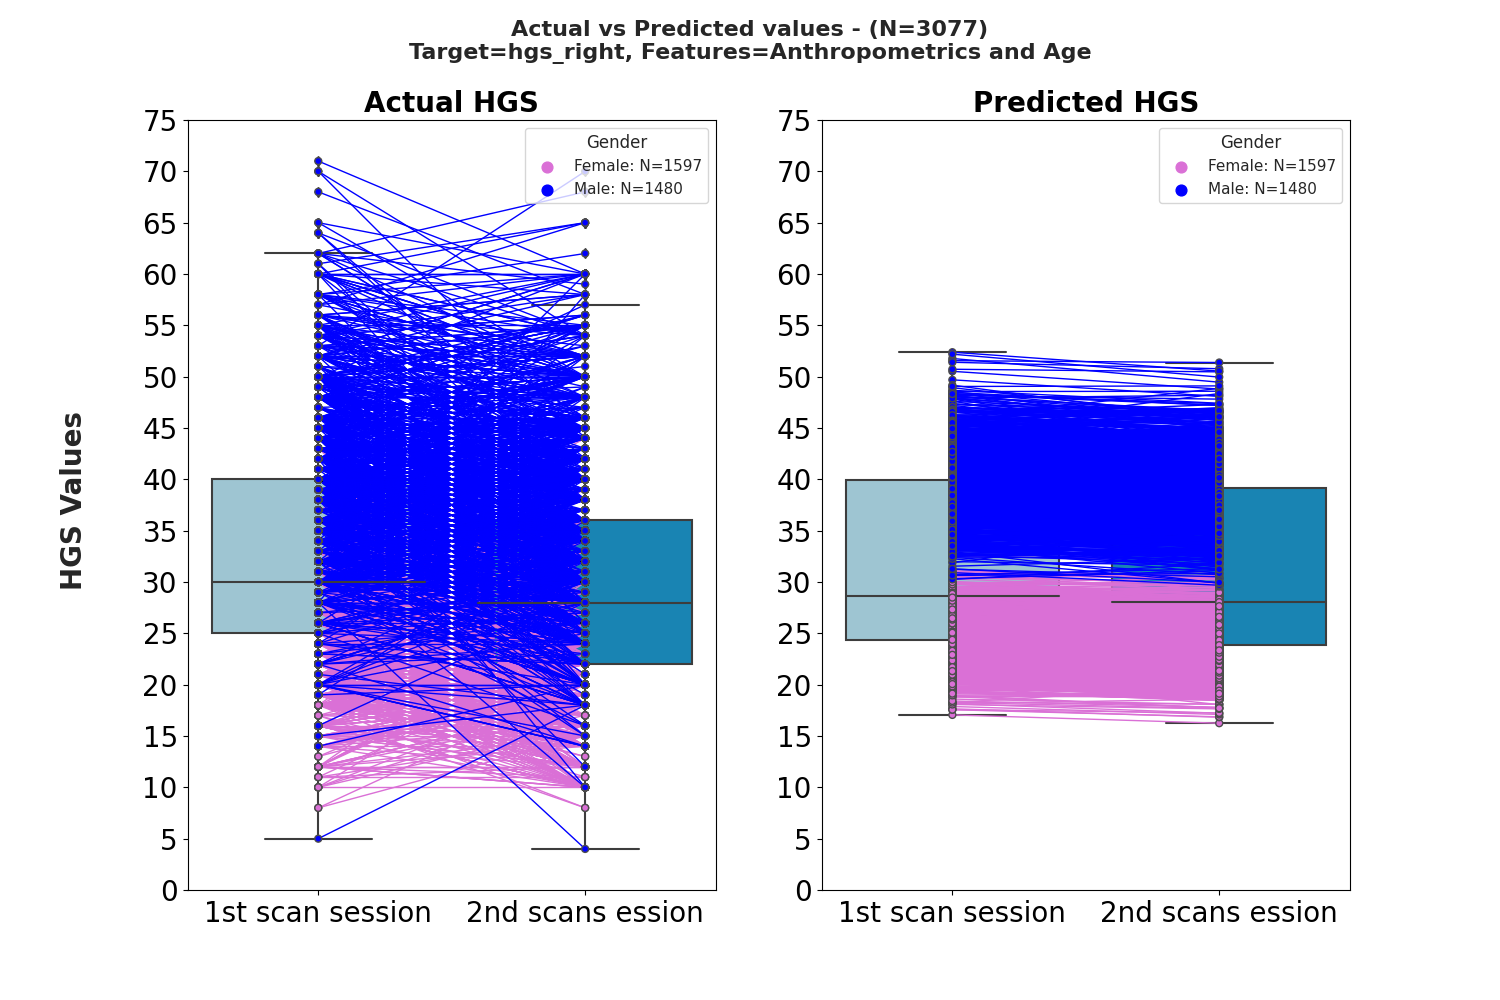 Actual vs Predicted values - (N=3077)
Target=hgs_right, Features=Anthropometrics and Age
Actual HGS
Predicted HGS
HGS Values
75
70
65
60
55
50
45
40
35
30
25
20
15
10
5
0
Gender
Female: N=1597
Male: N=1480
1st scan session
2nd scans ession
75
70
65
60
55
50
45
40
35
30
25
20
15
10
5
0
Gender
Female: N=1597
Male: N=1480
1st scan session
2nd scans ession